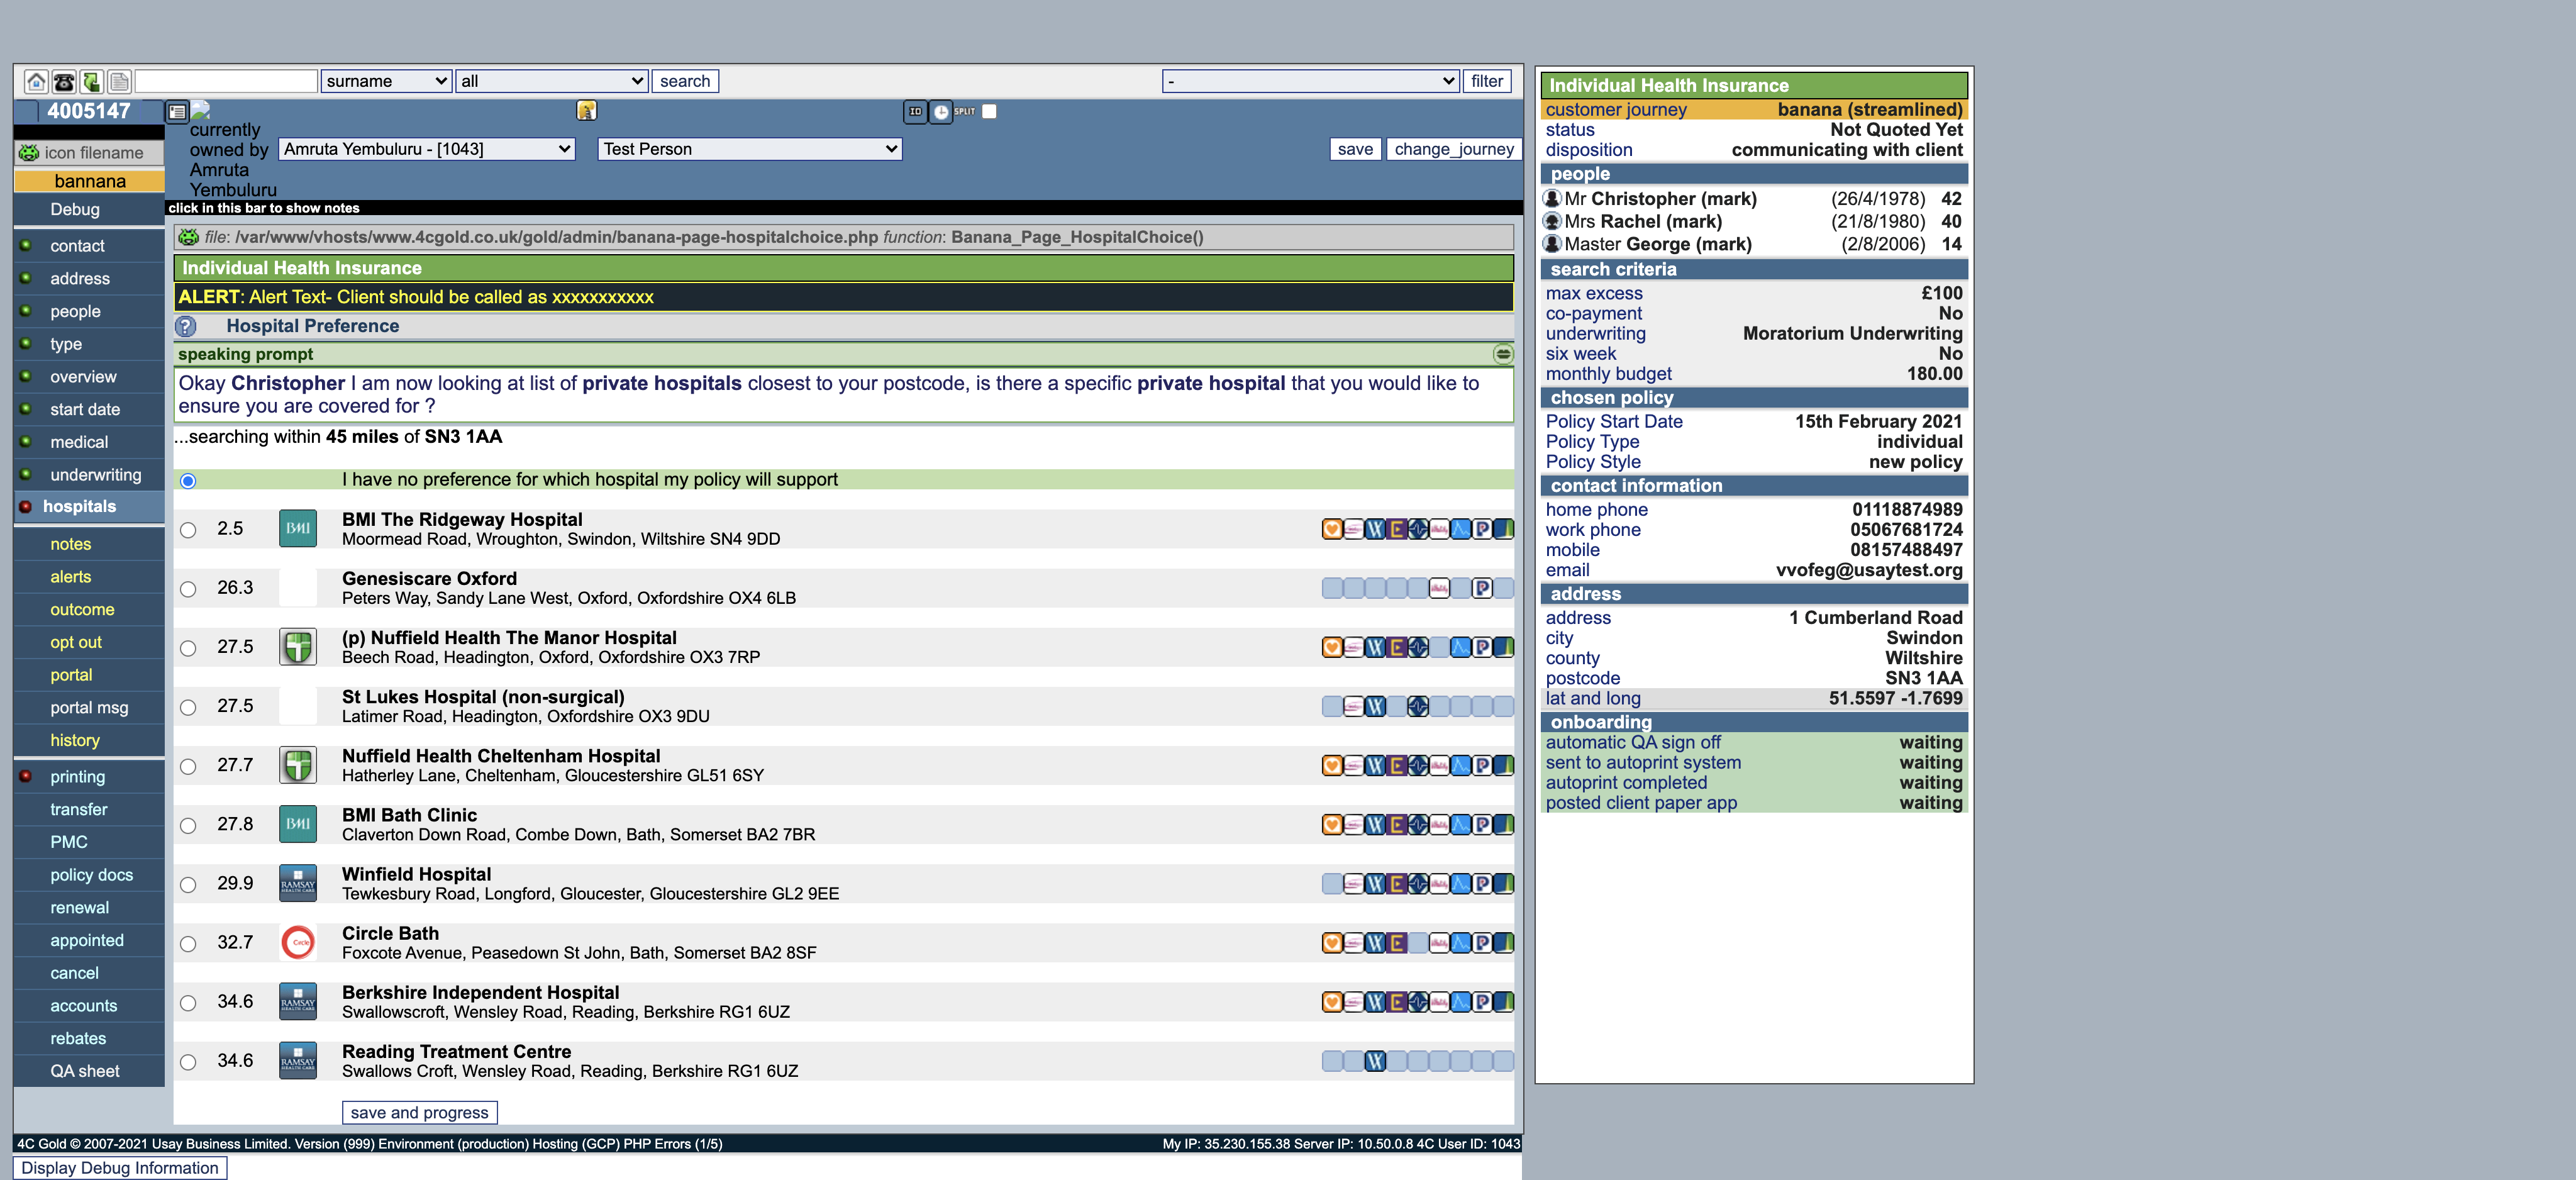 surname all search - filter
4005147 SPLIT
currently owned by Amruta Yembuluru
Amruta Yembuluru - [1043] Test Person save change_journey
icon filename
bannana
Debug
contact
address
people
type
overview
start date
medical
underwriting
hospitals
notes
alerts
outcome
opt out
portal
portal msg
history
printing
transfer
PMC
policy docs
renewal
appointed
cancel
accounts
rebates
QA sheet
click in this bar to show notes
file: /var/www/vhosts/www.4cgold.co.uk/gold/admin/banana-page-hospitalchoice.php function: Banana_Page_HospitalChoice()
Individual Health Insurance
ALERT: Alert Text- Client should be called as xxxxxxxxxxx
? Hospital Preference
speaking prompt
Okay Christopher I am now looking at list of private hospitals closest to your postcode, is there a specific private hospital that you would like to
ensure you are covered for ?
...searching within 45 miles of SN3 1AA
I have no preference for which hospital my policy will support
2.5 BMI BMI The Ridgeway Hospital
Moormead Road, Wroughton, Swindon, Wiltshire SN4 9DD
26.3 Genesiscare Oxford
Peters Way, Sandy Lane West, Oxford, Oxfordshire OX4 6LB
27.5 (p) Nuffield Health The Manor Hospital
Beech Road, Headington, Oxford, Oxfordshire OX3 7RP
27.5 St Lukes Hospital (non-surgical)
Latimer Road, Headington, Oxfordshire OX3 9DU
27.7 Nuffield Health Cheltenham Hospital
Hatherley Lane, Cheltenham, Gloucestershire GL51 6SY
27.8 BMI BMI Bath Clinic
Claverton Down Road, Combe Down, Bath, Somerset BA2 7BR
29.9 RAMSAY HEALTH CARE Winfield Hospital
Tewkesbury Road, Longford, Gloucester, Gloucestershire GL2 9EE
32.7 Circle Circle Bath
Foxcote Avenue, Peasedown St John, Bath, Somerset BA2 8SF
34.6 RAMSAY HEALTH CARE Berkshire Independent Hospital
Swallowscroft, Wensley Road, Reading, Berkshire RG1 6UZ
34.6 RAMSAY HEALTH CARE Reading Treatment Centre
Swallows Croft, Wensley Road, Reading, Berkshire RG1 6UZ
save and progress
4C Gold © 2007-2021 Usay Business Limited. Version (999) Environment (production) Hosting (GCP) PHP Errors (1/5) My IP: 35.230.155.38 Server IP: 10.50.0.8 4C User ID: 1043
Display Debug Information
Individual Health Insurance
customer journey banana (streamlined)
status Not Quoted Yet
disposition communicating with client
people
Mr Christopher (mark) (26/4/1978) 42
Mrs Rachel (mark) (21/8/1980) 40
Master George (mark) (2/8/2006) 14
search criteria
max excess £100
co-payment No
underwriting Moratorium Underwriting
six week No
monthly budget 180.00
chosen policy
Policy Start Date 15th February 2021
Policy Type individual
Policy Style new policy
contact information
home phone 01118874989
work phone 05067681724
mobile 08157488497
email vvofeg@usaytest.org
address
address 1 Cumberland Road
city Swindon
county Wiltshire
postcode SN3 1AA
lat and long 51.5597 -1.7699
onboarding
automatic QA sign off waiting
sent to autoprint system waiting
autoprint completed waiting
posted client paper app waiting